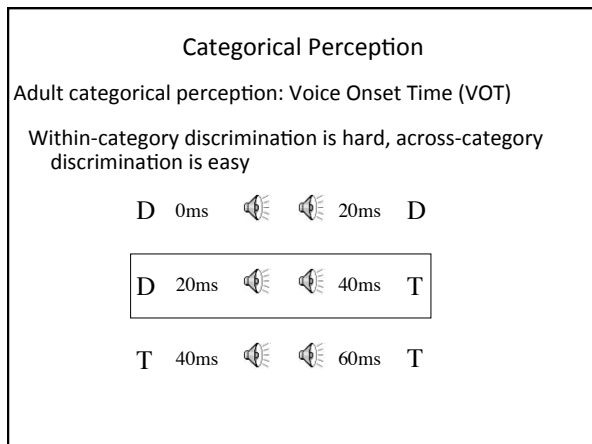 Categorical Perception
Adult categorical perception: Voice Onset Time (VOT)
Within-category discrimination is hard, across-category
discrimination is easy
D 0ms 20ms D
D 20ms 40ms T
T 40ms 60ms T